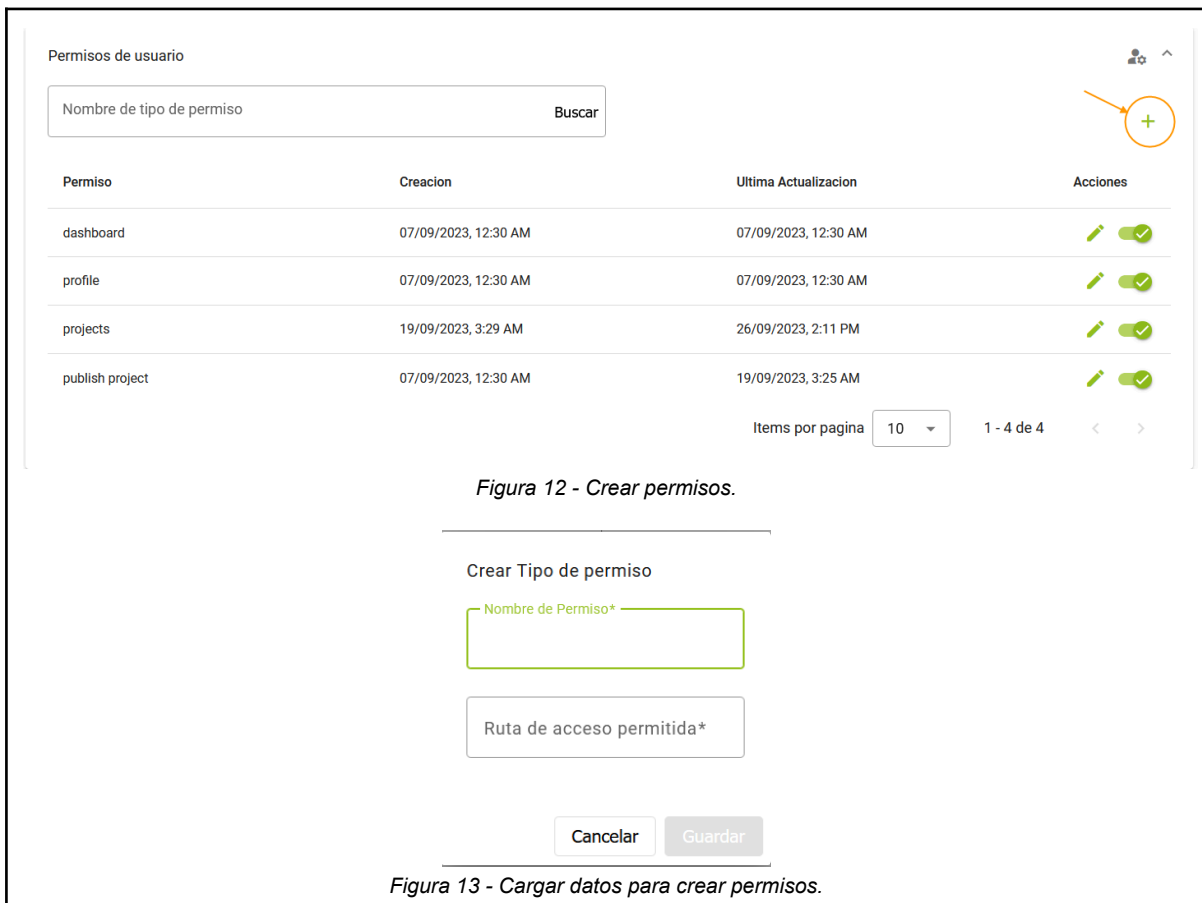 Permisos de usuario
Nombre de tipo de permiso Buscar
Permiso Creacion Ultima Actualizacion Acciones
dashboard 07/09/2023, 12:30 AM 07/09/2023, 12:30 AM
profile 07/09/2023, 12:30 AM 07/09/2023, 12:30 AM
projects 19/09/2023, 3:29 AM 26/09/2023, 2:11 PM
publish project 07/09/2023, 12:30 AM 19/09/2023, 3:25 AM
Items por pagina 10 1 - 4 de 4
Figura 12 - Crear permisos.
Crear Tipo de permiso
Nombre de Permiso*
Ruta de acceso permitida*
Cancelar Guardar
Figura 13 - Cargar datos para crear permisos.